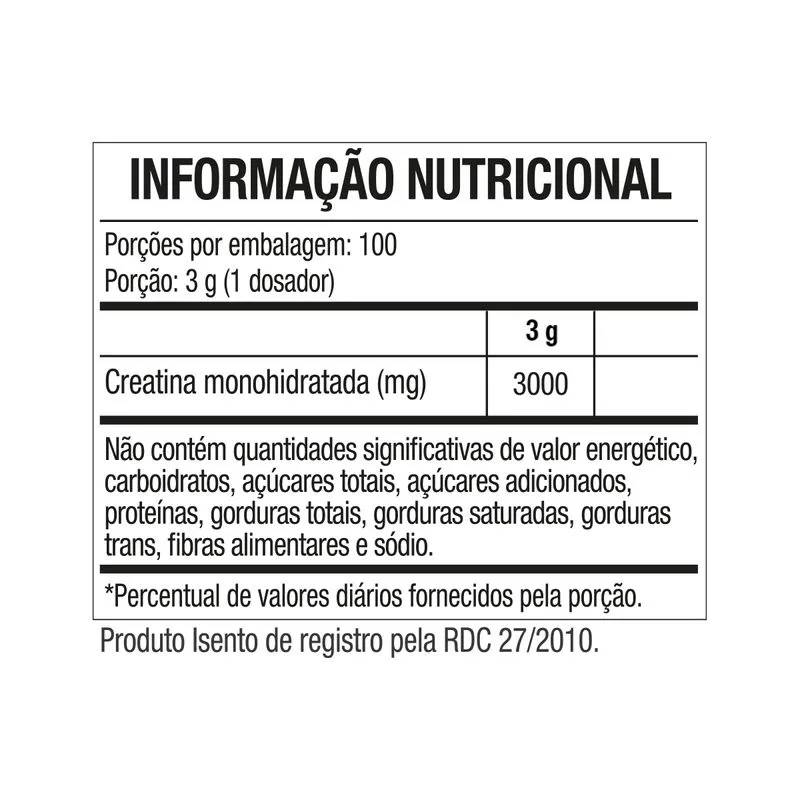 INFORMAÇÃO NUTRICIONAL
Porções por embalagem: 100
Porção: 3 g (1 dosador)
3 g
Creatina monohidratada (mg) 3000
Não contém quantidades significativas de valor energético,
carboidratos, açúcares totais, açúcares adicionados,
proteínas, gorduras totais, gorduras saturadas, gorduras
trans, fibras alimentares e sódio.
*Percentual de valores diários fornecidos pela porção.
Produto Isento de registro pela RDC 27/2010.